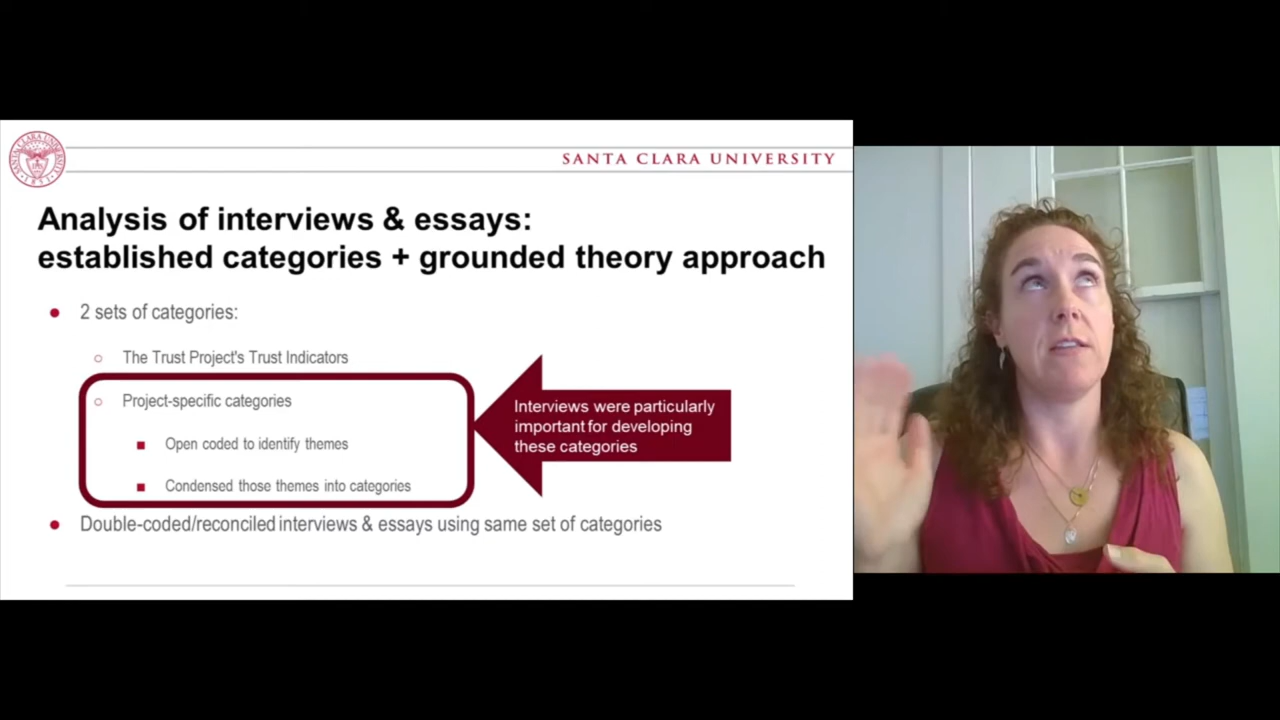 SANTA CLARA UNIVERSITY
Analysis of interviews & essays:
established categories + grounded theory approach
2 sets of categories:
The Trust Project's Trust Indicators
Project-specific categories
Open coded to identify themes
Condensed those themes into categories
Interviews were particularly
important for developing
these categories
Double-coded/reconciled interviews & essays using same set of categories